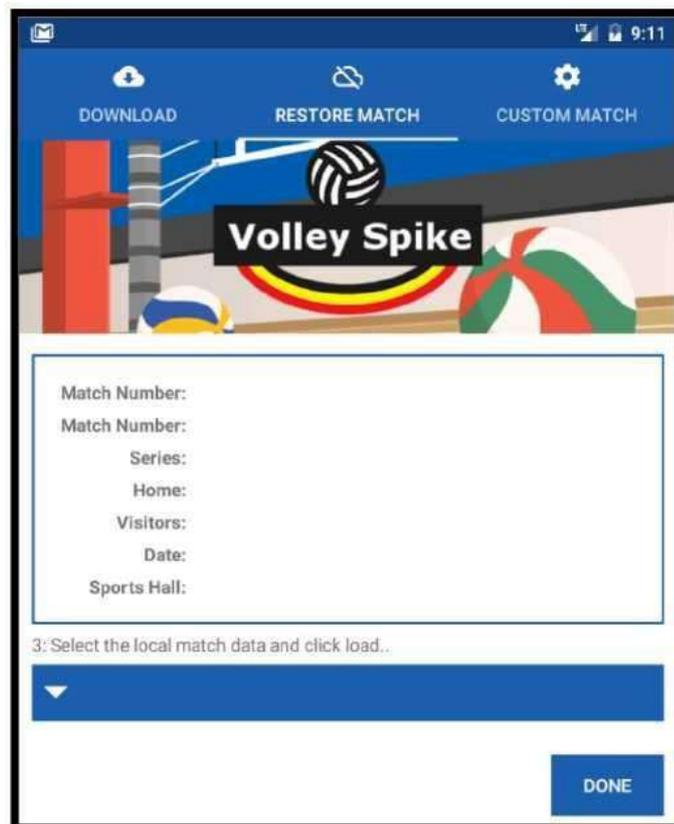 LTE 9:11
DOWNLOAD RESTORE MATCH CUSTOM MATCH
Volley Spike
Match Number:
Match Number:
Series:
Home:
Visitors:
Date:
Sports Hall:
3: Select the local match data and click load..
DONE